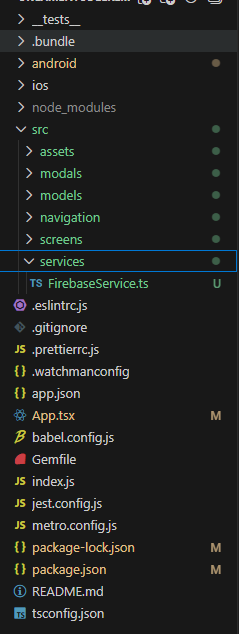 __tests__
.bundle
android
ios
node_modules
src
assets
modals
models
navigation
screens
services
TS FirebaseService.ts U
.eslintrc.js
.gitignore
JS .prettierrc.js
{} .watchmanconfig
{} app.json
App.tsx M
babel.config.js
Gemfile
JS index.js
JS jest.config.js
JS metro.config.js
{} package-lock.json M
{} package.json M
README.md
tsconfig.json